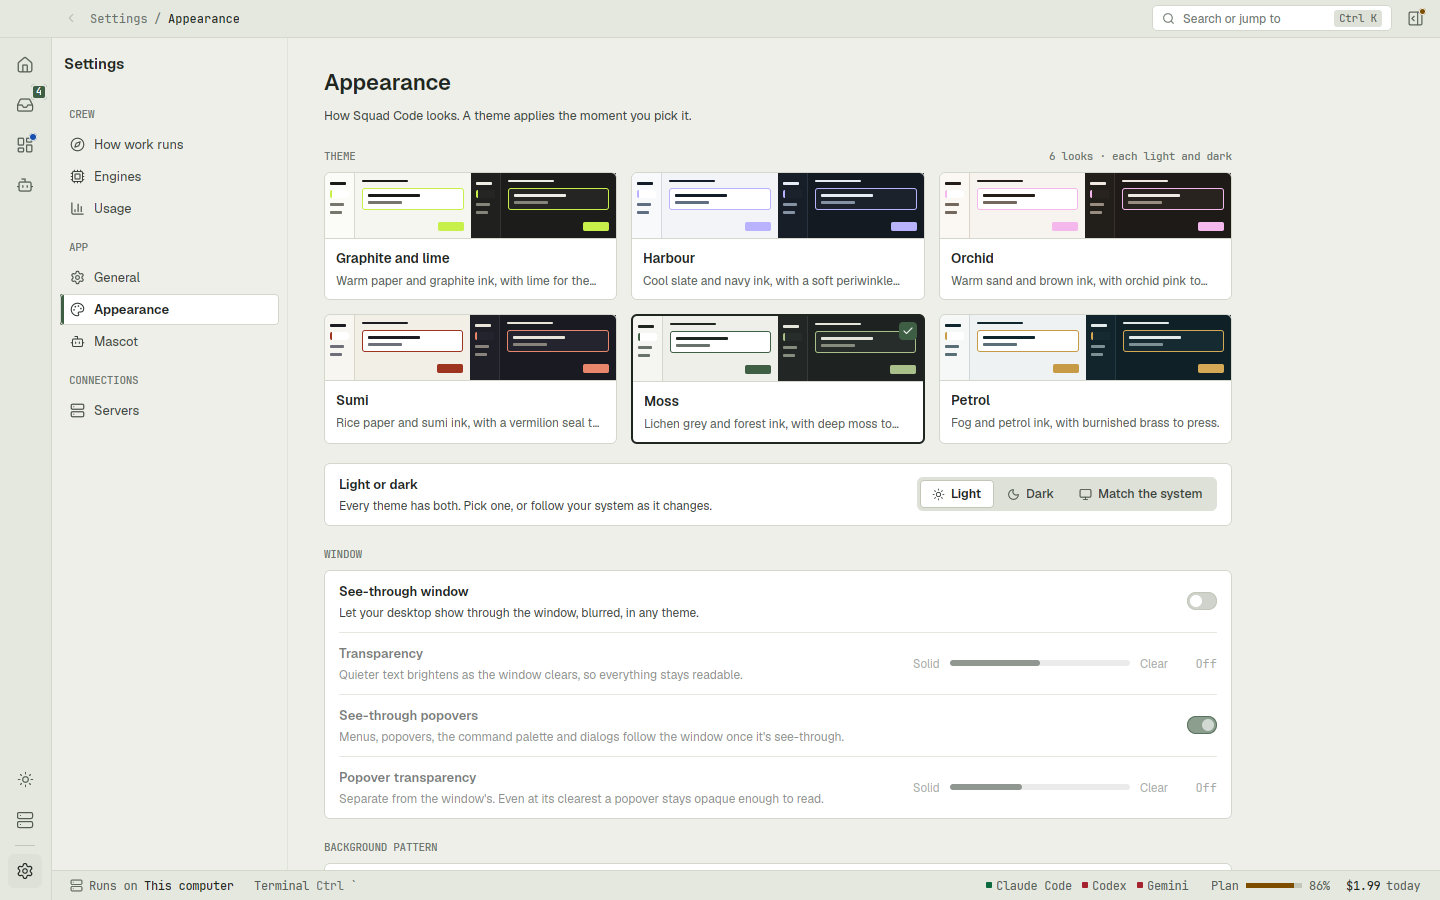 Settings / Appearance
Search or jump to
Ctrl K
4
Settings
CREW
How work runs
Engines
Usage
APP
General
Appearance
Mascot
CONNECTIONS
Servers
Appearance
How Squad Code looks. A theme applies the moment you pick it.
THEME
6 looks · each light and dark
Graphite and lime
Warm paper and graphite ink, with lime for the…
Harbour
Cool slate and navy ink, with a soft periwinkle…
Orchid
Warm sand and brown ink, with orchid pink to…
Sumi
Rice paper and sumi ink, with a vermilion seal t…
Moss
Lichen grey and forest ink, with deep moss to…
Petrol
Fog and petrol ink, with burnished brass to press.
Light or dark
Every theme has both. Pick one, or follow your system as it changes.
Light
Dark
Match the system
WINDOW
See-through window
Let your desktop show through the window, blurred, in any theme.
Transparency
Quieter text brightens as the window clears, so everything stays readable.
Solid
Clear
Off
See-through popovers
Menus, popovers, the command palette and dialogs follow the window once it's see-through.
Popover transparency
Separate from the window's. Even at its clearest a popover stays opaque enough to read.
Solid
Clear
Off
BACKGROUND PATTERN
Runs on This computer
Terminal Ctrl `
Claude Code
Codex
Gemini
Plan
86%
$1.99 today